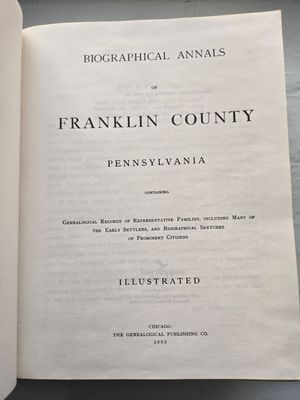 BIOGRAPHICAL ANNALS
OF
FRANKLIN COUNTY
PENNSYLVANIA
CONTAINING
GENEALOGICAL RECORDS OF REPRESENTATIVE FAMILIES, INCLUDING MANY OF
THE EARLY SETTLERS, AND BIOGRAPHICAL SKETCHES
OF PROMINENT CITIZENS
ILLUSTRATED
CHICAGO:
THE GENEALOGICAL PUBLISHING CO.
1905